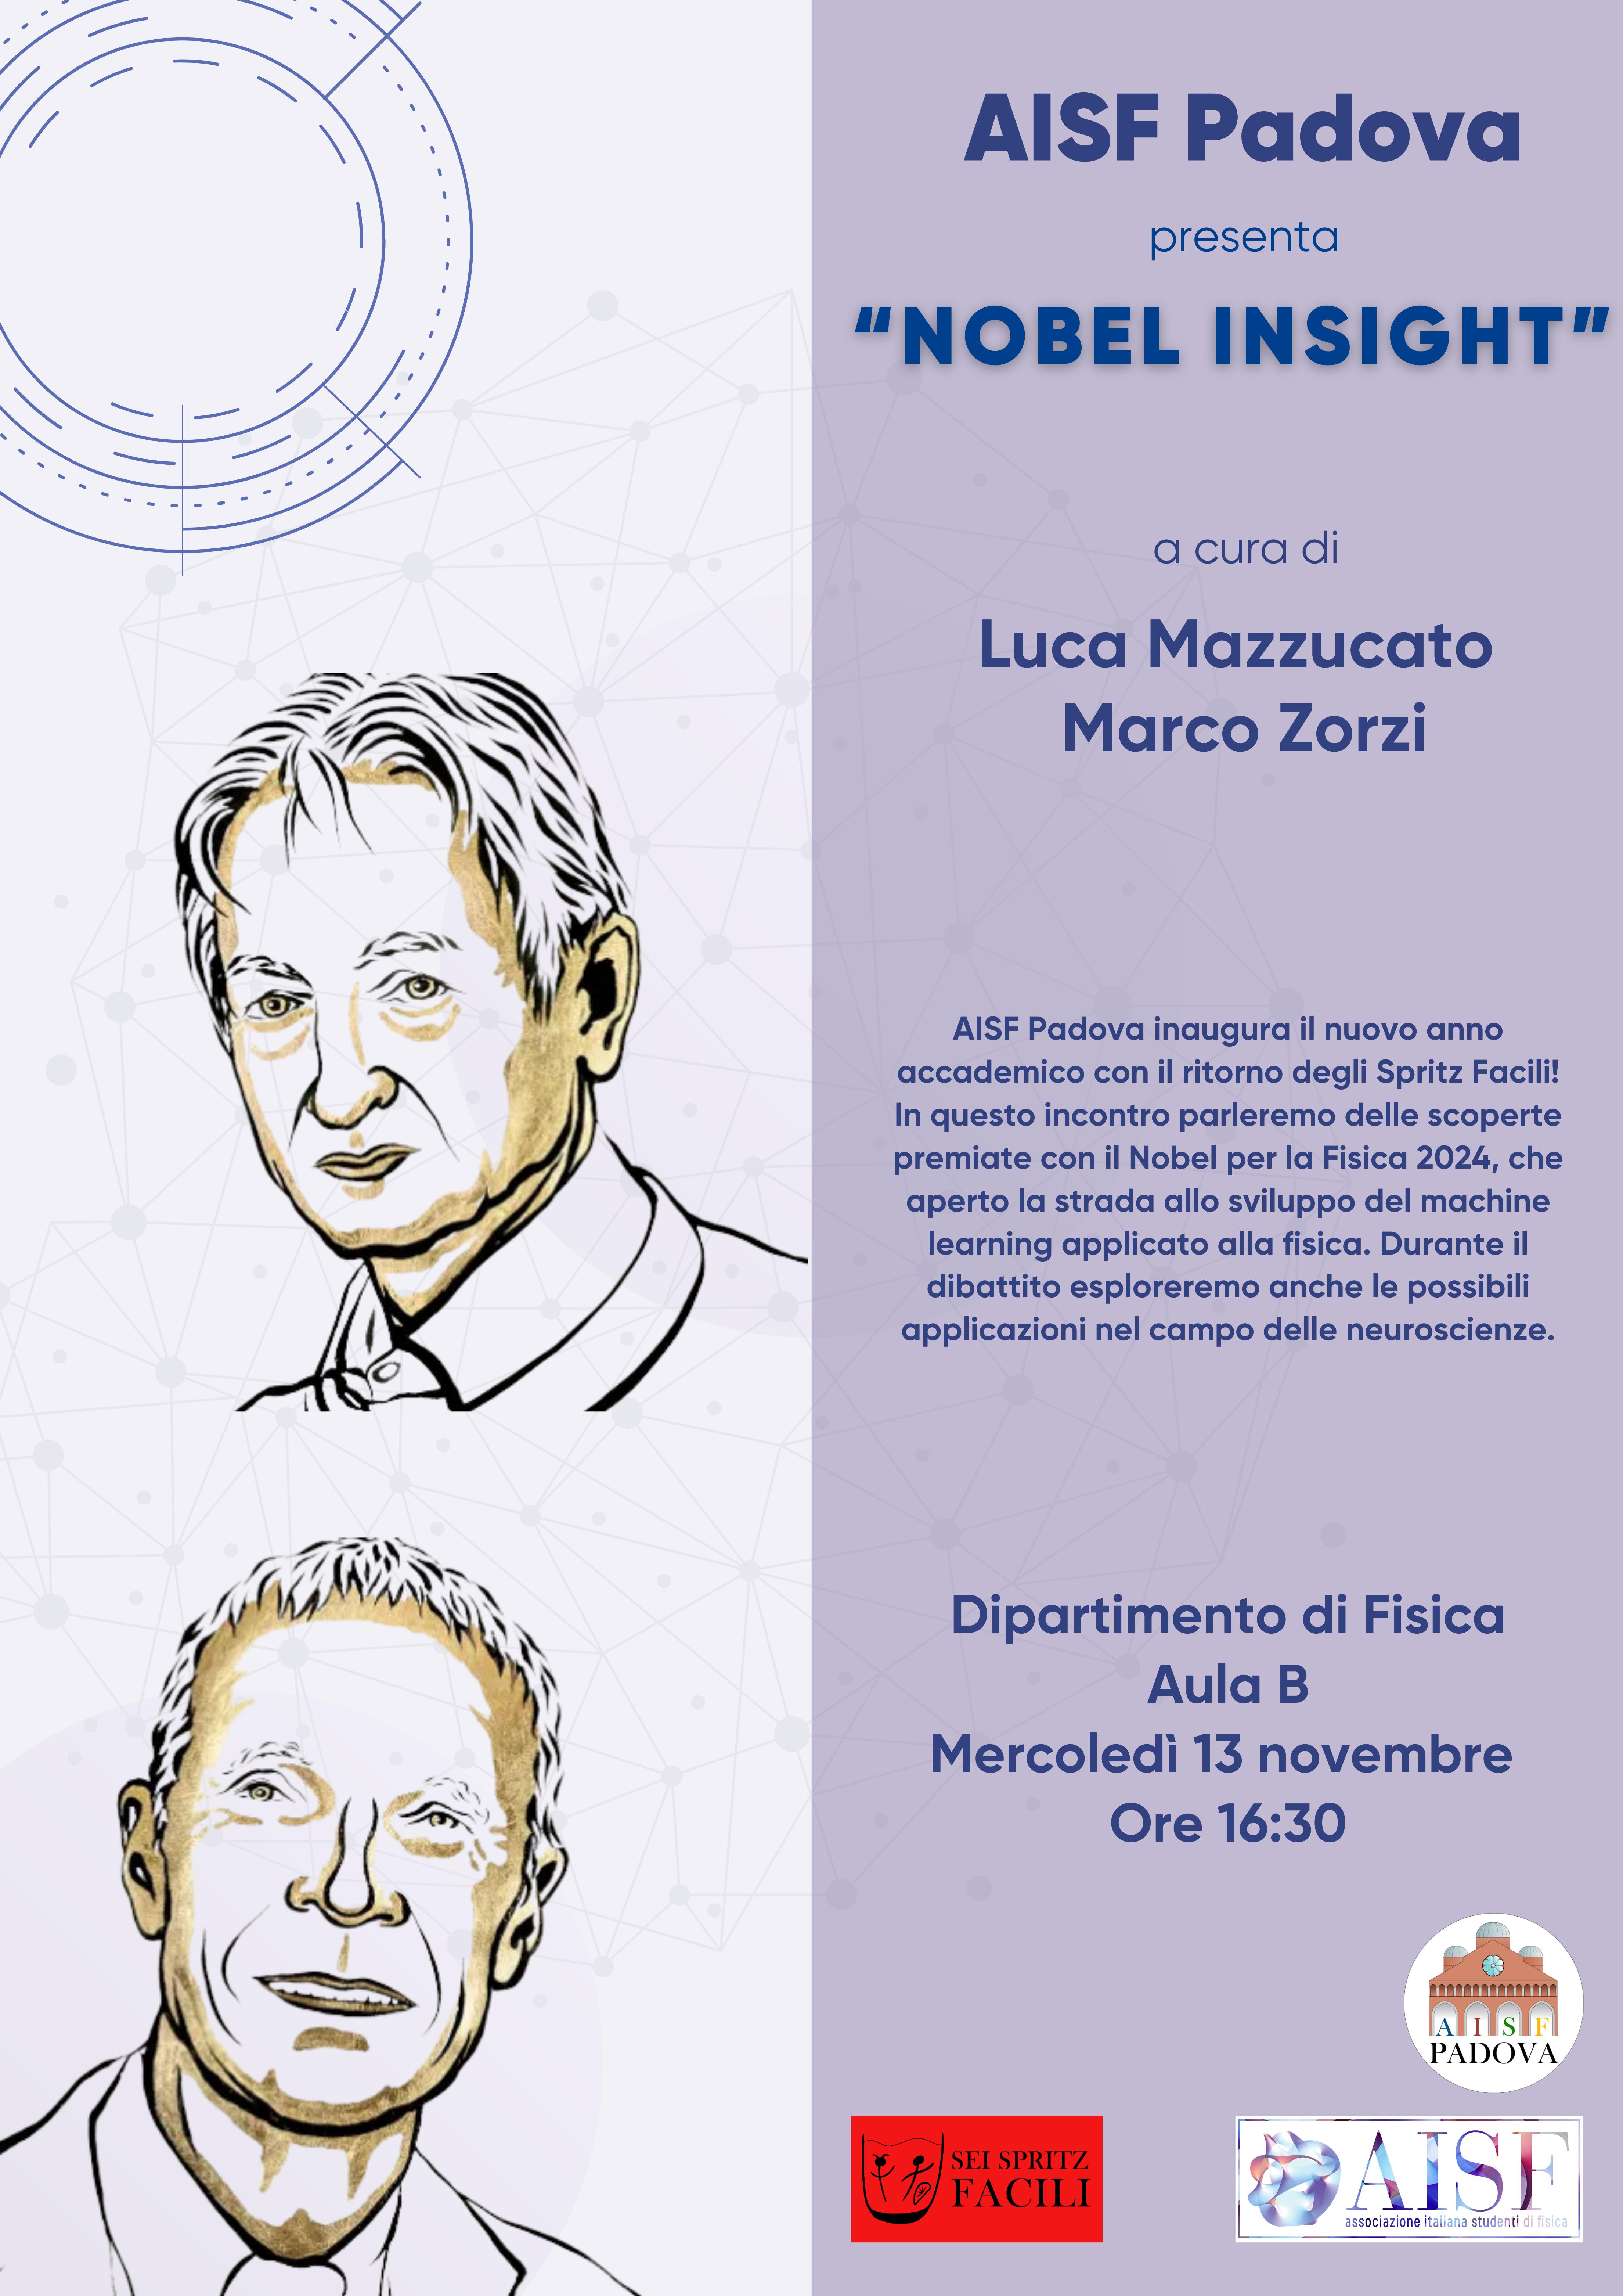 AISF Padova
presenta
“NOBEL INSIGHT”
a cura di
Luca Mazzucato
Marco Zorzi
AISF Padova inaugura il nuovo anno
accademico con il ritorno degli Spritz Facili!
In questo incontro parleremo delle scoperte
premiate con il Nobel per la Fisica 2024, che
aperto la strada allo sviluppo del machine
learning applicato alla fisica. Durante il
dibattito esploreremo anche le possibili
applicazioni nel campo delle neuroscienze.
Dipartimento di Fisica
Aula B
Mercoledì 13 novembre
Ore 16:30
AISF
PADOVA
SEI SPRITZ
FACILI
AISF
associazione italiana studenti di fisica